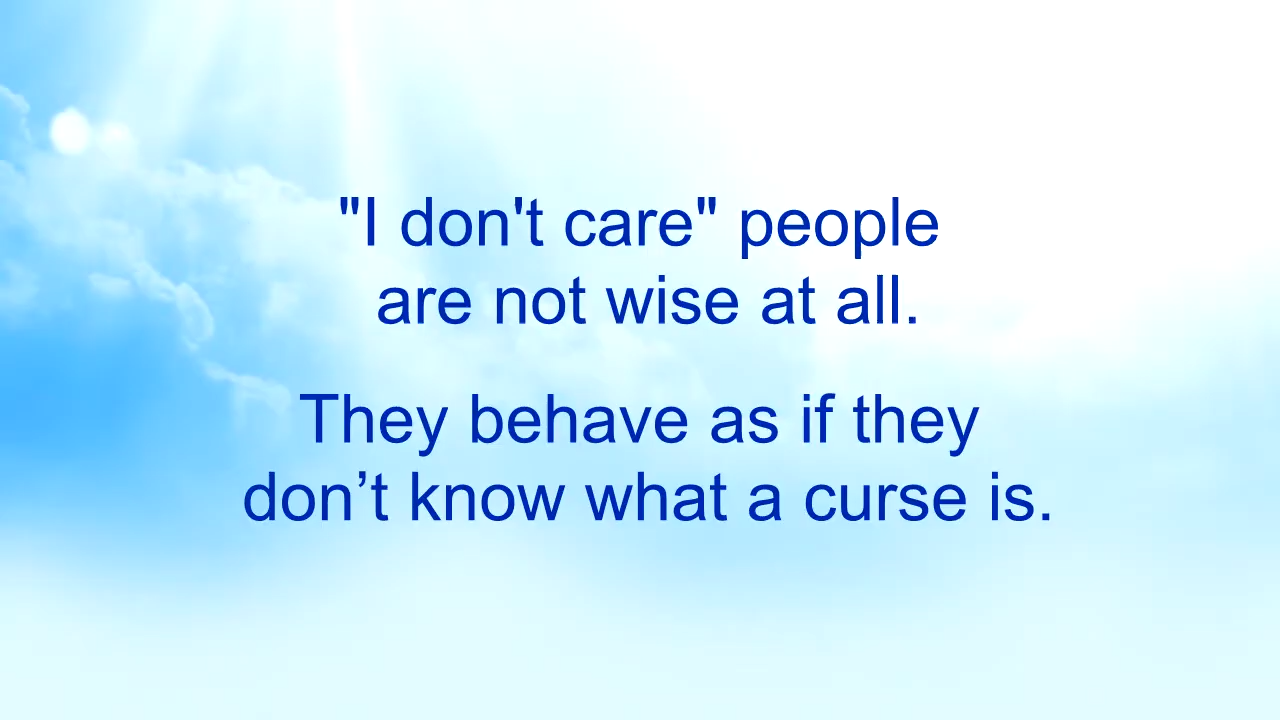 "I don't care" people
are not wise at all.
They behave as if they
don’t know what a curse is.